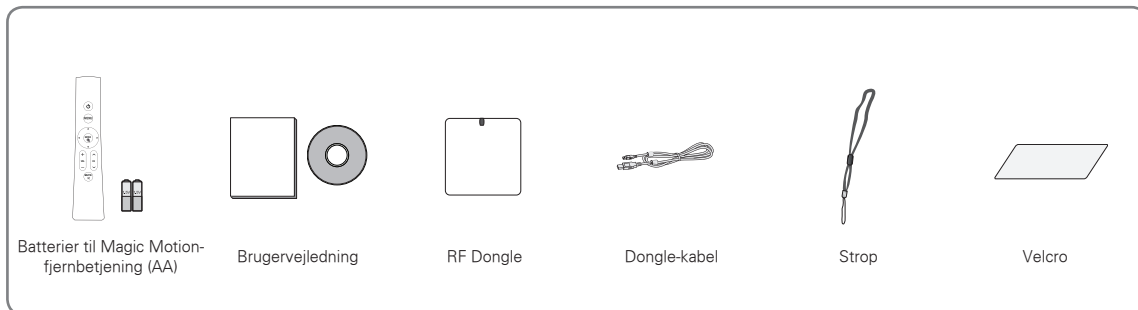 Batterier til Magic Motion-
fjernbetjening (AA)
Brugervejledning
RF Dongle
Dongle-kabel
Strop
Velcro